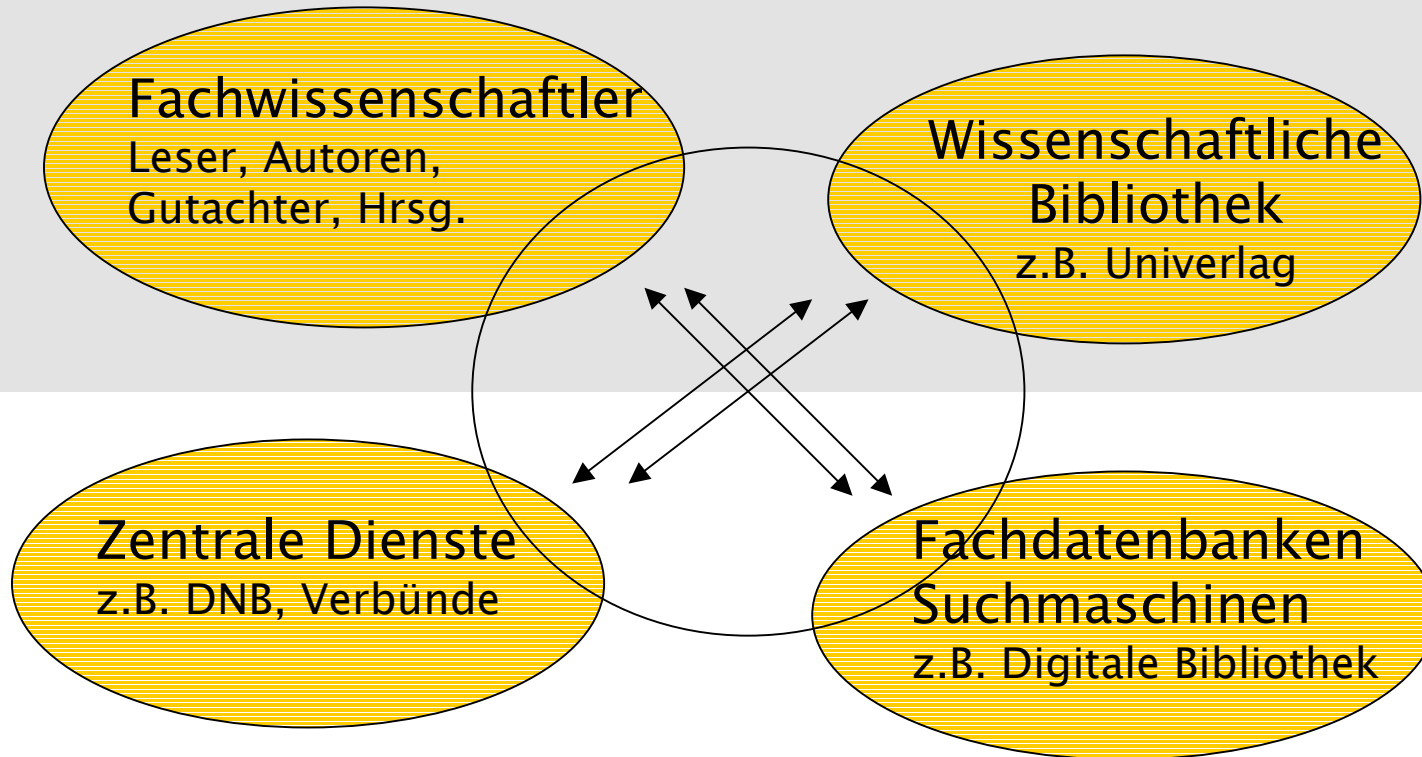 Fachwissenschaftler
Leser, Autoren,
Gutachter, Hrsg.
Wissenschaftliche
Bibliothek
z.B. Univerlag
Zentrale Dienste
z.B. DNB, Verbünde
Fachdatenbanken
Suchmaschinen
z.B. Digitale Bibliothek